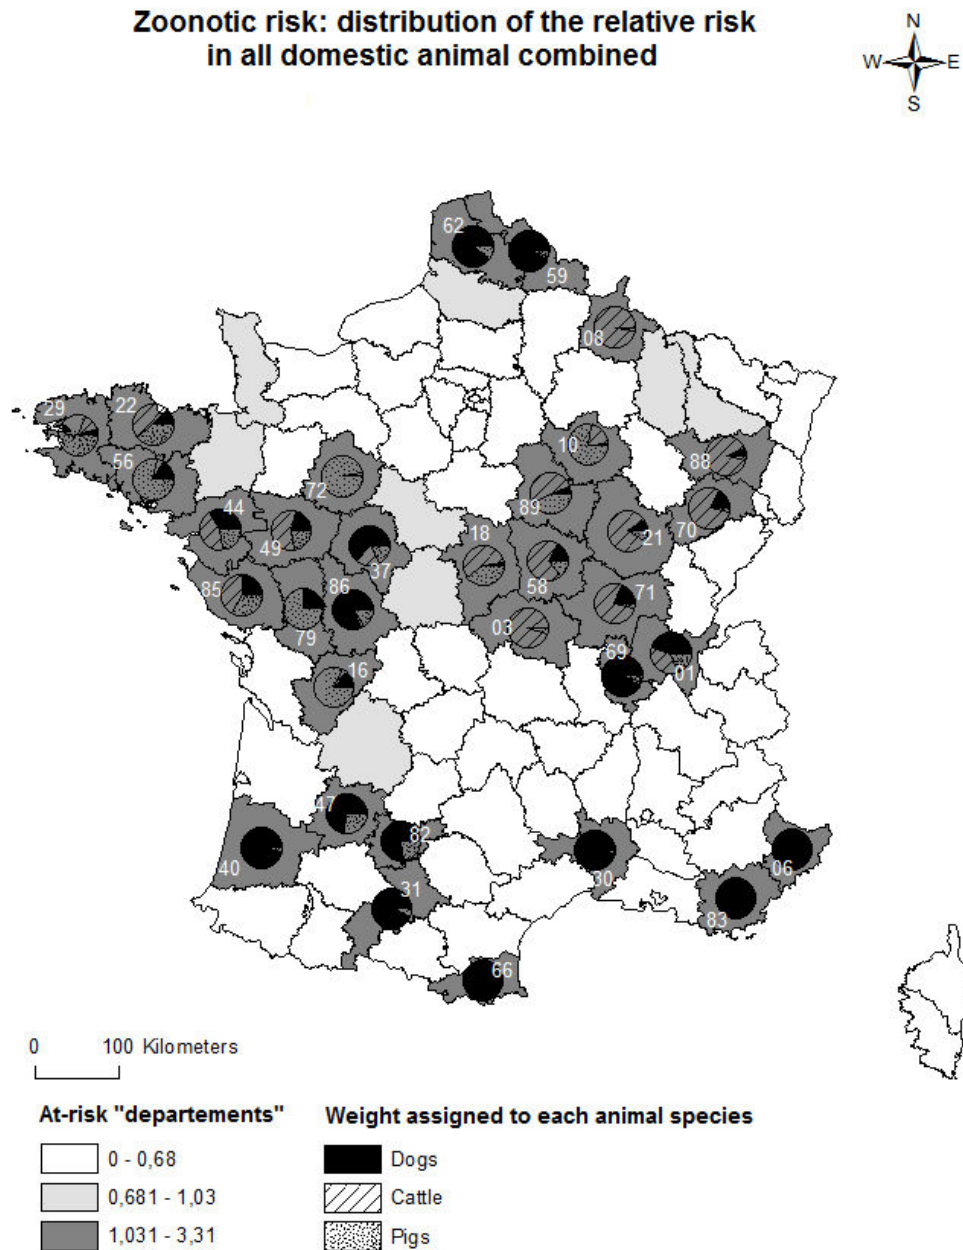 Zoonotic risk: distribution of the relative risk
in all domestic animal combined
N
W E
S
62
59
08
29
22
10
56
88
72
44
89
18
70
49
21
37
85
86
58
71
79
03
69
16
01
47
82
40
30
06
31
83
66
0 100 Kilometers
At-risk "departements"
0 - 0,68
0,681 - 1,03
1,031 - 3,31
Weight assigned to each animal species
Dogs
Cattle
Pigs